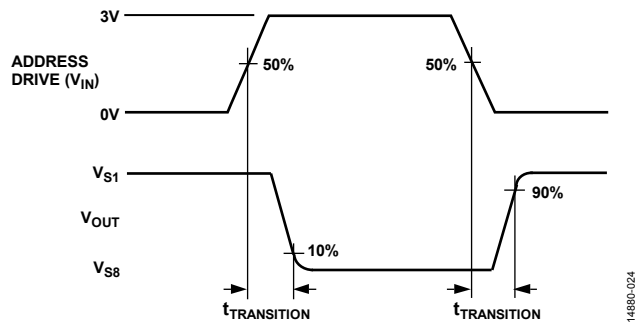 3V
ADDRESS
DRIVE (VIN)
50%
50%
0V
VS1
VOUT
90%
10%
VS8
tTRANSITION
tTRANSITION
14880-024